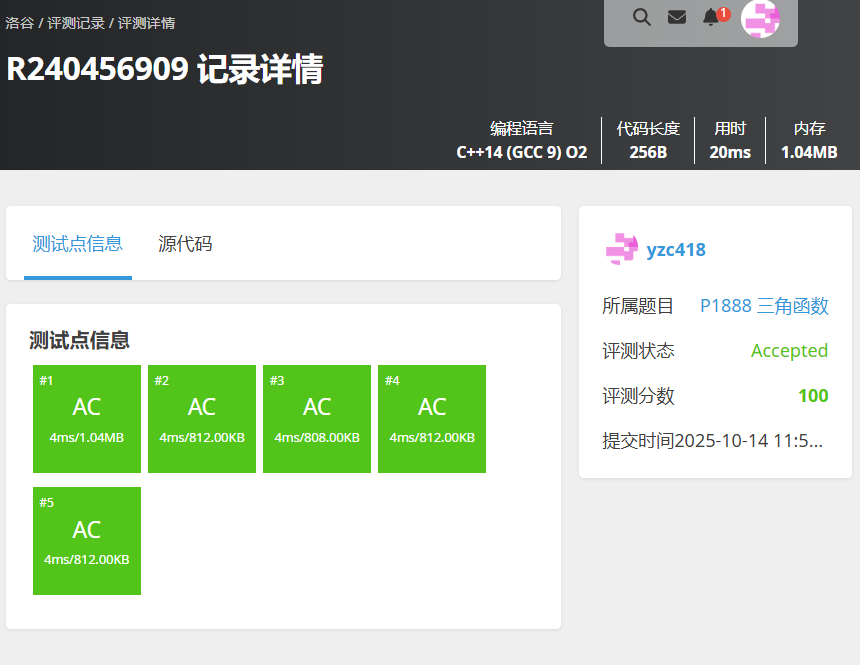 洛谷 / 评测记录 / 评测详情
1
R240456909 记录详情
编程语言 代码长度 用时 内存
C++14 (GCC 9) O2 256B 20ms 1.04MB
测试点信息 源代码
测试点信息
#1 #2 #3 #4
AC AC AC AC
4ms/1.04MB 4ms/812.00KB 4ms/808.00KB 4ms/812.00KB
#5
AC
4ms/812.00KB
yzc418
所属题目 P1888 三角函数
评测状态 Accepted
评测分数 100
提交时间2025-10-14 11:5...